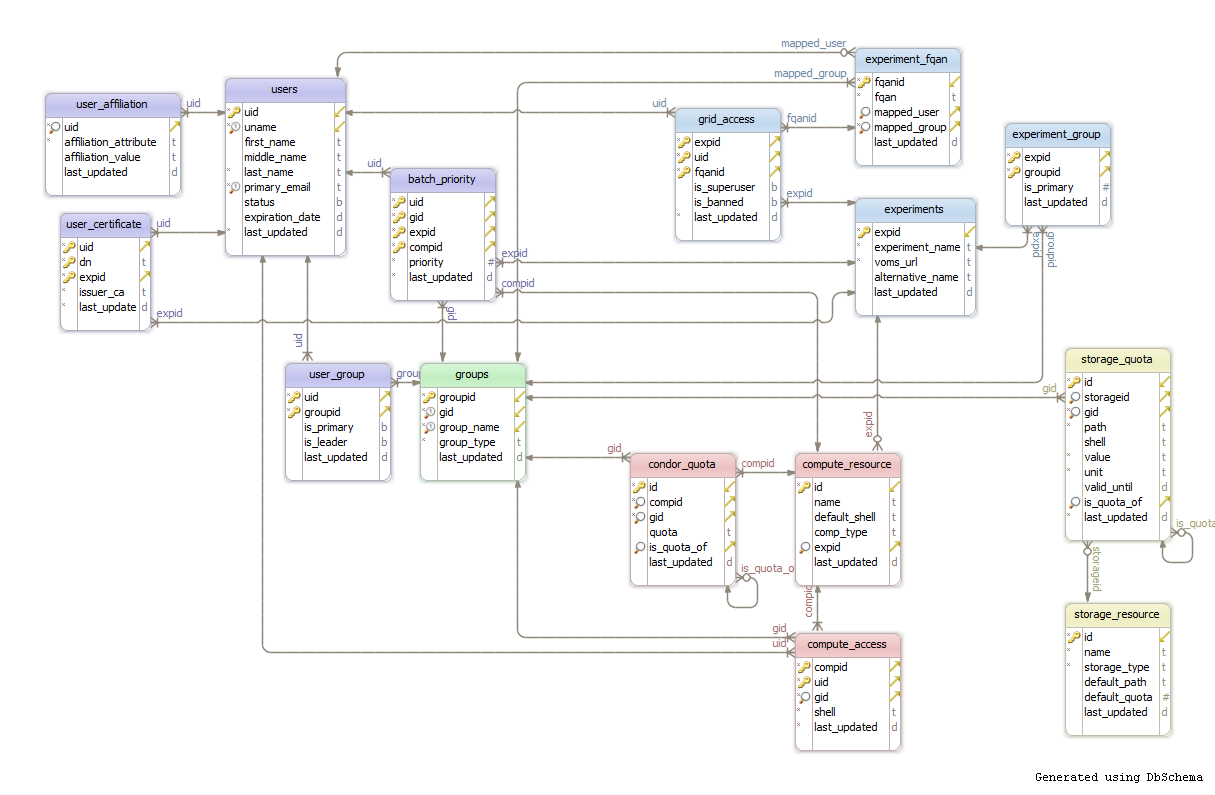 mapped_user
experiment_fqan
fqanid
fqan t
mapped_user
mapped_group
last_updated d
mapped_group
users
uid
uname
first_name t
middle_name t
last_name t
primary_email t
status b
expiration_date d
last_updated d
user_affiliation
uid
affiliation_attribute t
affiliation_value t
last_updated d
uid
uid
grid_access
expid
uid
fqanid
is_superuser b
is_banned b
last_updated d
fqanid
expid
experiment_group
expid
groupid
is_primary #
last_updated d
expid
groupid
uid
batch_priority
uid
gid
expid
compid
priority #
last_updated d
expid
compid
gid
experiments
expid
experiment_name t
voms_url t
alternative_name t
last_updated d
user_certificate
uid
dn t
expid
issuer_ca t
last_update d
uid
expid
uid
user_group
uid
groupid
is_primary b
is_leader b
last_updated d
grou
groups
groupid
gid
group_name
group_type t
last_updated d
storage_quota
id
storageid
gid
path t
shell t
value t
unit t
valid_until d
is_quota_of
last_updated d
gid
is_quota
storageid
gid
condor_quota
id
compid
gid
quota t
is_quota_of
last_updated d
compid
is_quota_o
expid
compute_resource
id
name t
default_shell t
comp_type t
expid
last_updated d
compid
gid
uid
compute_access
compid
uid
gid
shell t
last_updated d
storage_resource
id
name t
storage_type t
default_path t
default_quota #
last_updated d
Generated using DbSchema